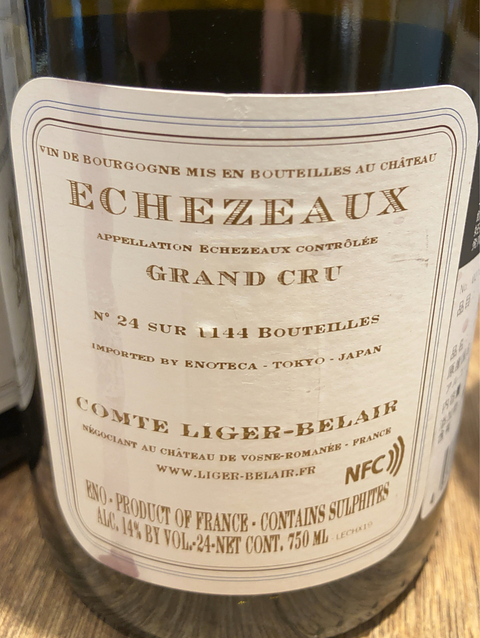 VIN DE BOURGOGNE MIS EN BOUTEILLES AU CHÂTEAU
ECHEZEAUX
APPELLATION ECHEZEAUX CONTRÔLÉE
GRAND CRU
N° 24 SUR 1144 BOUTEILLES
IMPORTED BY ENOTECA - TOKYO - JAPAN
COMTE LIGER-BELAIR
NÉGOCIANT AU CHÂTEAU DE VOSNE-ROMANÉE - FRANCE
WWW.LIGER-BELAIR.FR
NFC
ENO - PRODUCT OF FRANCE - CONTAINS SULPHITES
ALC. 14% BY VOL.-24-NET CONT. 750 ML
LECHX10